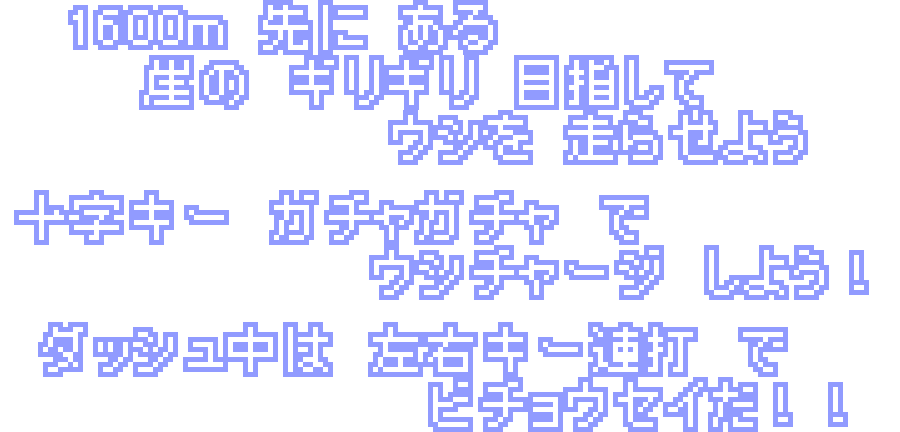 1600m 先に ある
崖の ギリギリ 目指して
ウシを 走らせよう
十字キー ガチャガチャ で
ウシチャージ しよう！
ダッシュ中は 左右キー連打 で
ビチョウセイだ！！